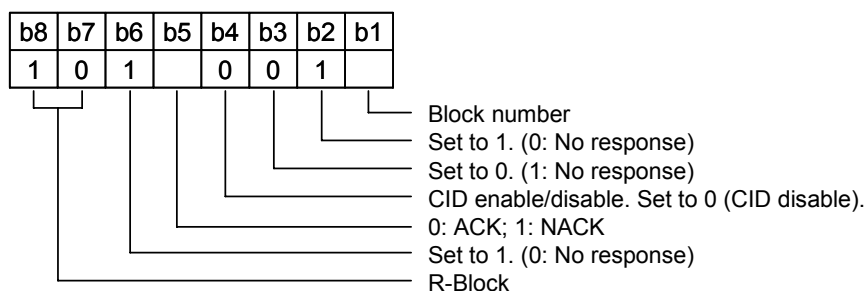 b8 b7 b6 b5 b4 b3 b2 b1
1 0 1 0 0 1
Block number
Set to 1. (0: No response)
Set to 0. (1: No response)
CID enable/disable. Set to 0 (CID disable).
0: ACK; 1: NACK
Set to 1. (0: No response)
R-Block